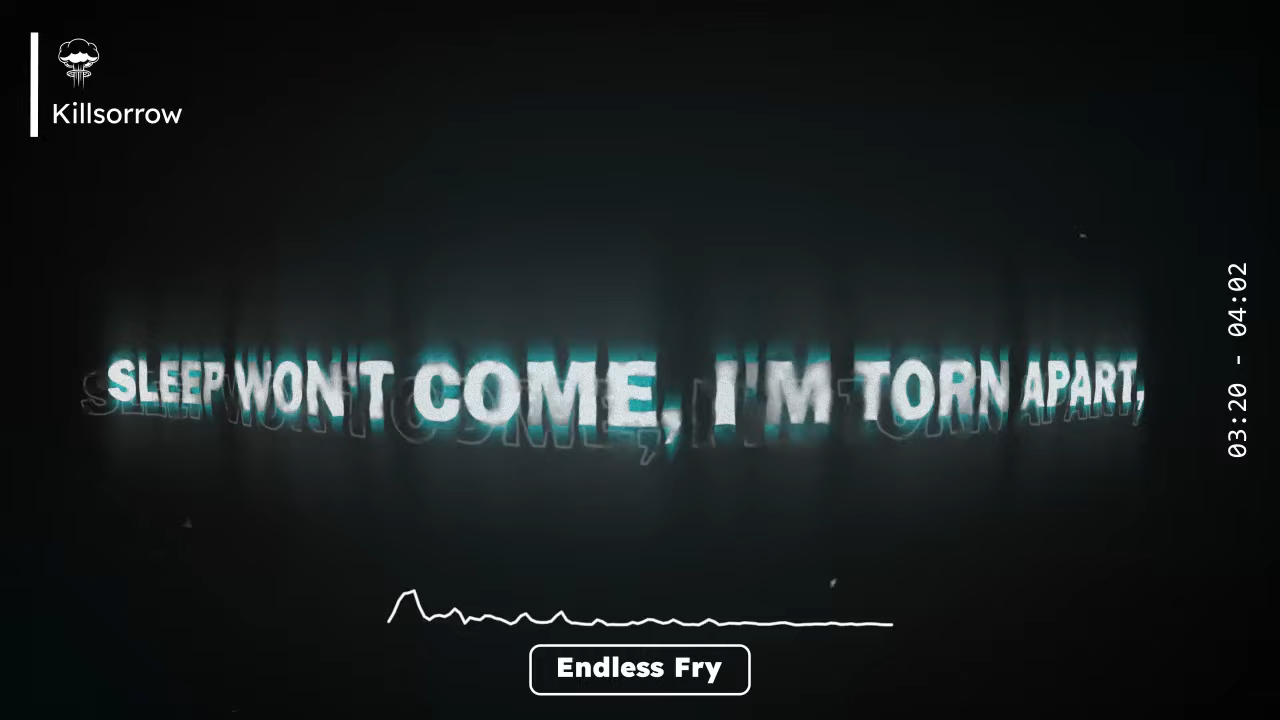 Killsorrow
SLEEP WON'T COME, I'M TORN APART,
03:20 - 04:02
Endless Fry